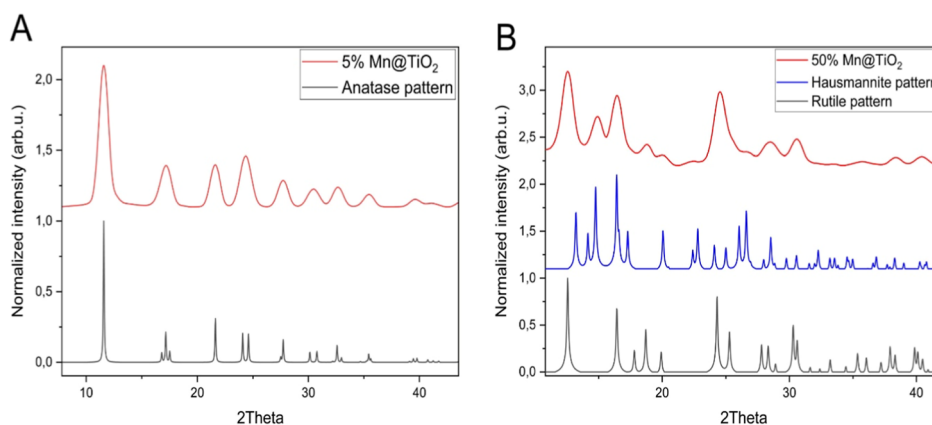 A
5% Mn@TiO₂
Anatase pattern
Normalized intensity (arb.u.)
2,0
1,5
1,0
0,5
0,0
10 20 30 40
2Theta
B
50% Mn@TiO₂
Hausmannite pattern
Rutile pattern
Normalized intensity (arb.u.)
3,0
2,5
2,0
1,5
1,0
0,5
0,0
20 30 40
2Theta